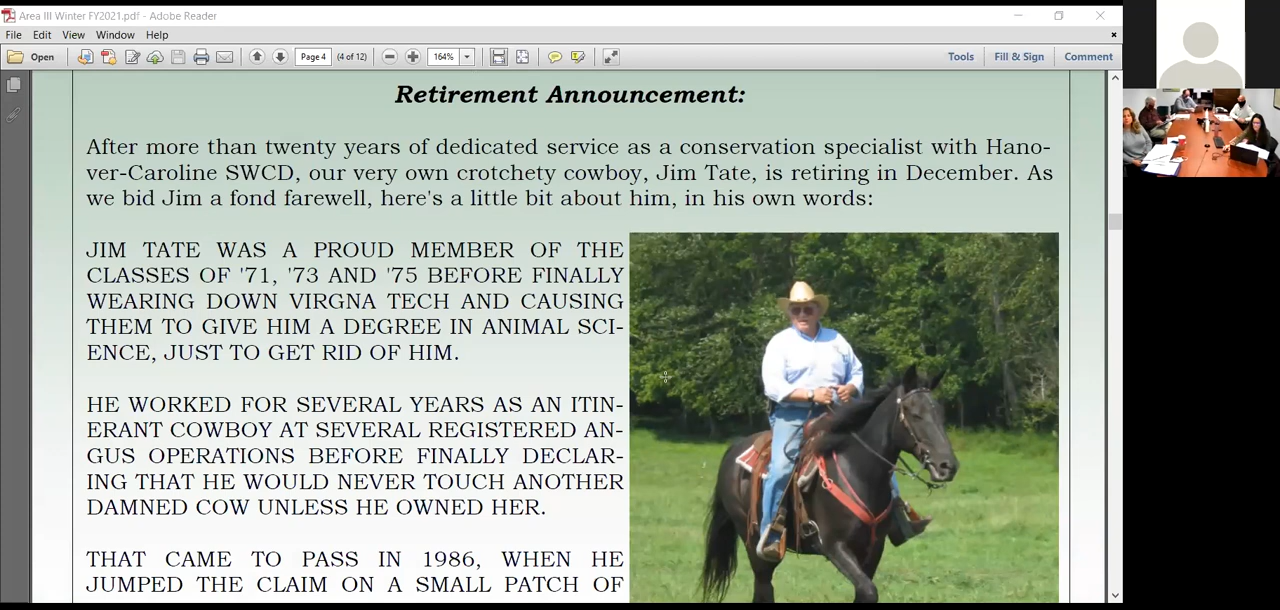 Area III Winter FY2021.pdf - Adobe Reader
File Edit View Window Help
Open Page 4 (4 of 12) 164% Tools Fill & Sign Comment
Retirement Announcement:
After more than twenty years of dedicated service as a conservation specialist with Hano-
ver-Caroline SWCD, our very own crotchety cowboy, Jim Tate, is retiring in December. As
we bid Jim a fond farewell, here's a little bit about him, in his own words:
JIM TATE WAS A PROUD MEMBER OF THE
CLASSES OF '71, '73 AND '75 BEFORE FINALLY
WEARING DOWN VIRGNA TECH AND CAUSING
THEM TO GIVE HIM A DEGREE IN ANIMAL SCI-
ENCE, JUST TO GET RID OF HIM.
HE WORKED FOR SEVERAL YEARS AS AN ITIN-
ERANT COWBOY AT SEVERAL REGISTERED AN-
GUS OPERATIONS BEFORE FINALLY DECLAR-
ING THAT HE WOULD NEVER TOUCH ANOTHER
DAMNED COW UNLESS HE OWNED HER.
THAT CAME TO PASS IN 1986, WHEN HE
JUMPED THE CLAIM ON A SMALL PATCH OF